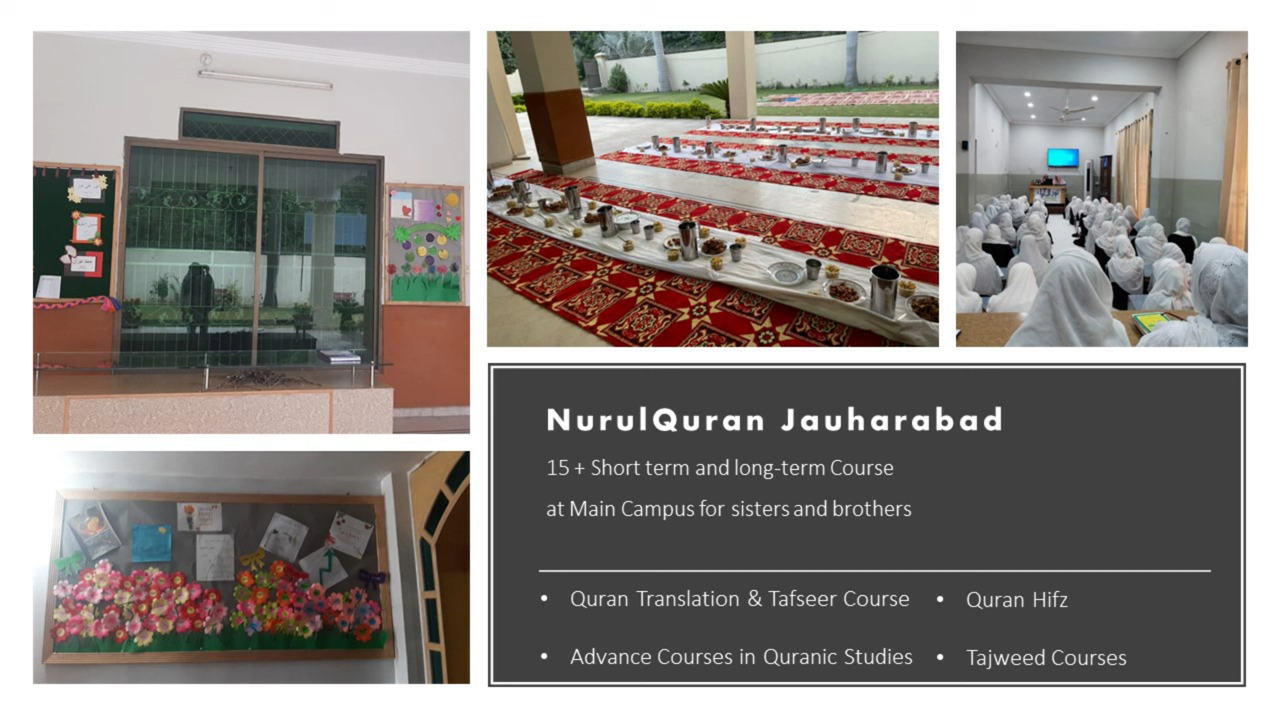 NurulQuran Jauharabad
15 + Short term and long-term Course
at Main Campus for sisters and brothers
• Quran Translation & Tafseer Course
• Quran Hifz
• Advance Courses in Quranic Studies
• Tajweed Courses